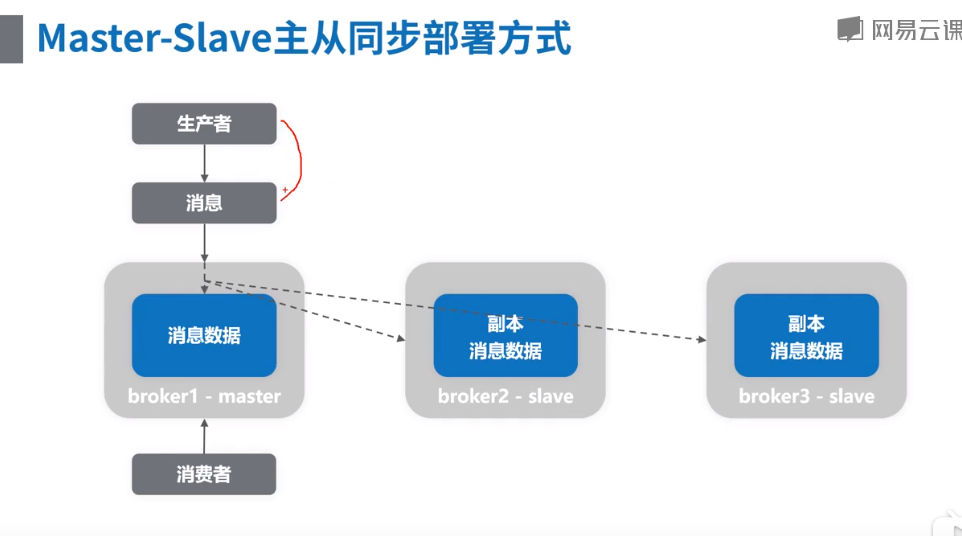 Master-Slave主从同步部署方式
网易云课
生产者
消息
消息数据
broker1 - master
副本
消息数据
broker2 - slave
副本
消息数据
broker3 - slave
消费者